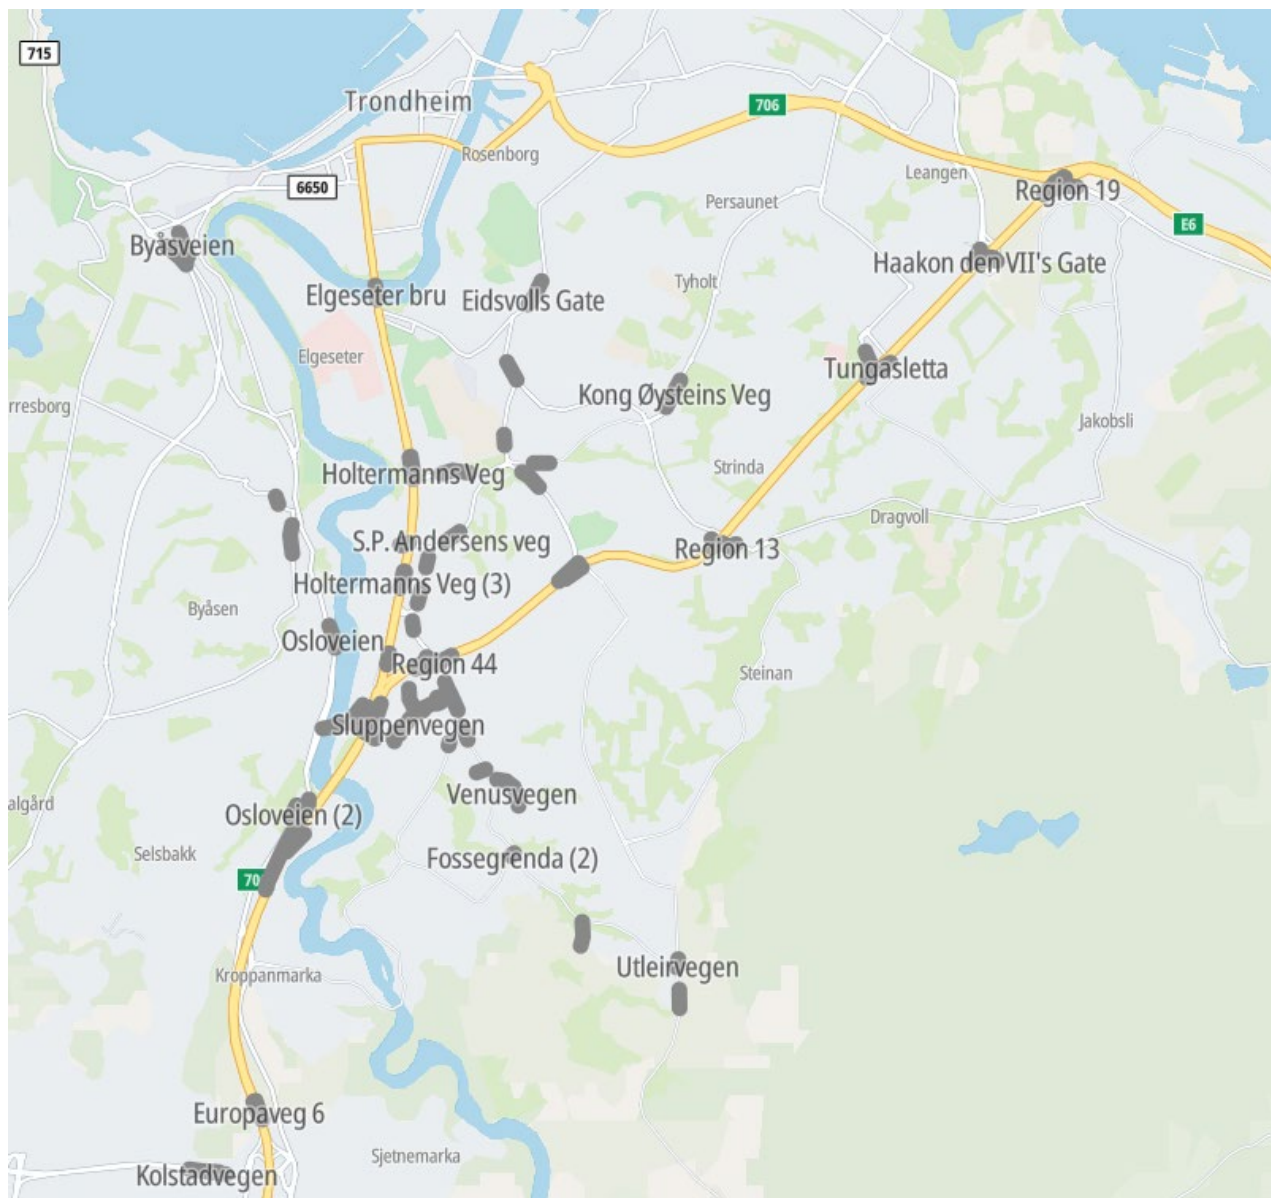 715
Trondheim
706
Rosenborg
6650
Leangen
Region 19
Persaunet
E6
Byåsveien
Haakon den VII's Gate
Elgeseter bru
Eidsvolls Gate
Tyholt
Elgeseter
Tungasletta
Kong Øysteins Veg
rresborg
Jakobsli
Holtermanns Veg
Strinda
Dragvoll
S.P. Andersens veg
Region 13
Holtermanns Veg (3)
Byåsen
Osloveien
Region 44
Steinan
Sluppenvegen
Venusvegen
algård
Osloveien (2)
Selsbakk
Fossegrenda (2)
70
Utleirvegen
Kroppanmarka
Europaveg 6
Sjetnemarka
Kolstadvegen